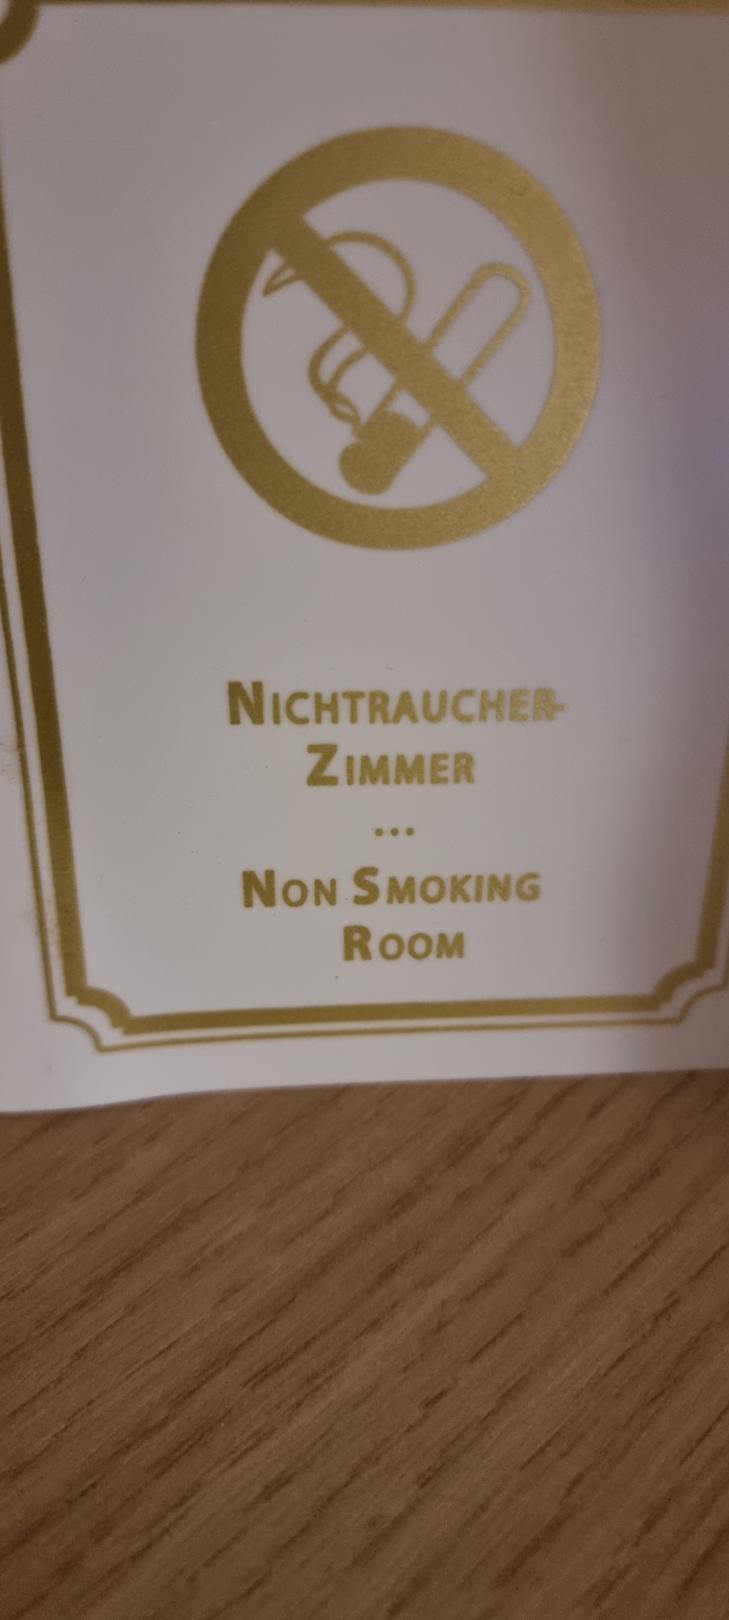 Nichtraucher-
Zimmer
...
Non Smoking
Room